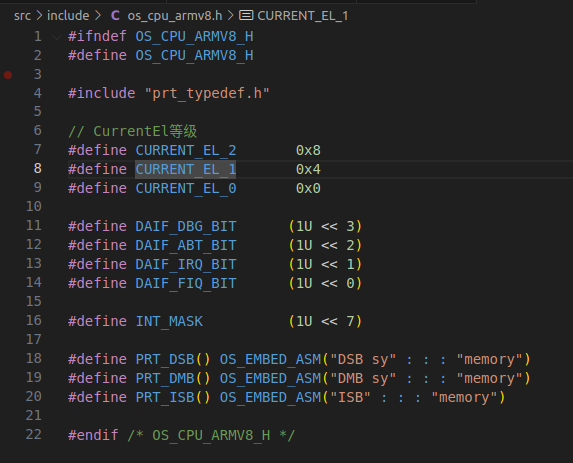 src > include > C os_cpu_armv8.h > CURRENT_EL_1
1 #ifndef OS_CPU_ARMV8_H
2 #define OS_CPU_ARMV8_H
3
4 #include "prt_typedef.h"
5
6 // CurrentEl等级
7 #define CURRENT_EL_2 0x8
8 #define CURRENT_EL_1 0x4
9 #define CURRENT_EL_0 0x0
10
11 #define DAIF_DBG_BIT (1U << 3)
12 #define DAIF_ABT_BIT (1U << 2)
13 #define DAIF_IRQ_BIT (1U << 1)
14 #define DAIF_FIQ_BIT (1U << 0)
15
16 #define INT_MASK (1U << 7)
17
18 #define PRT_DSB() OS_EMBED_ASM("DSB sy" : : : "memory")
19 #define PRT_DMB() OS_EMBED_ASM("DMB sy" : : : "memory")
20 #define PRT_ISB() OS_EMBED_ASM("ISB" : : : "memory")
21
22 #endif /* OS_CPU_ARMV8_H */